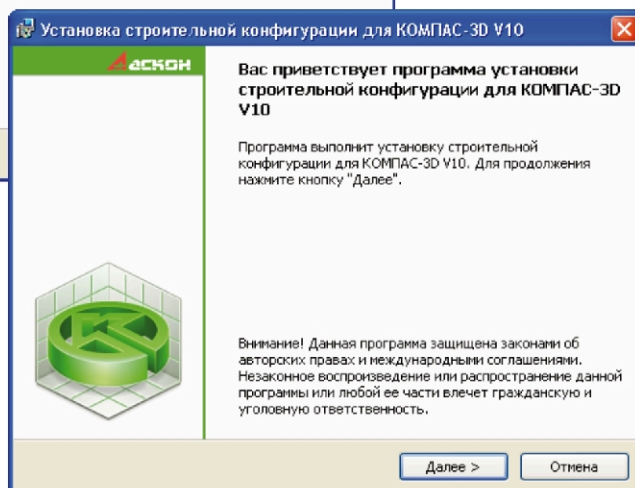 Установка строительной конфигурации для КОМПАС-3D V10
Аскон
Вас приветствует программа установки
строительной конфигурации для КОМПАС-3D
V10
Программа выполнит установку строительной
конфигурации для КОМПАС-3D V10. Для продолжения
нажмите кнопку "Далее".
Внимание! Данная программа защищена законами об
авторских правах и международными соглашениями.
Незаконное воспроизведение или распространение данной
программы или любой ее части влечет гражданскую и
уголовную ответственность.
Далее >
Отмена